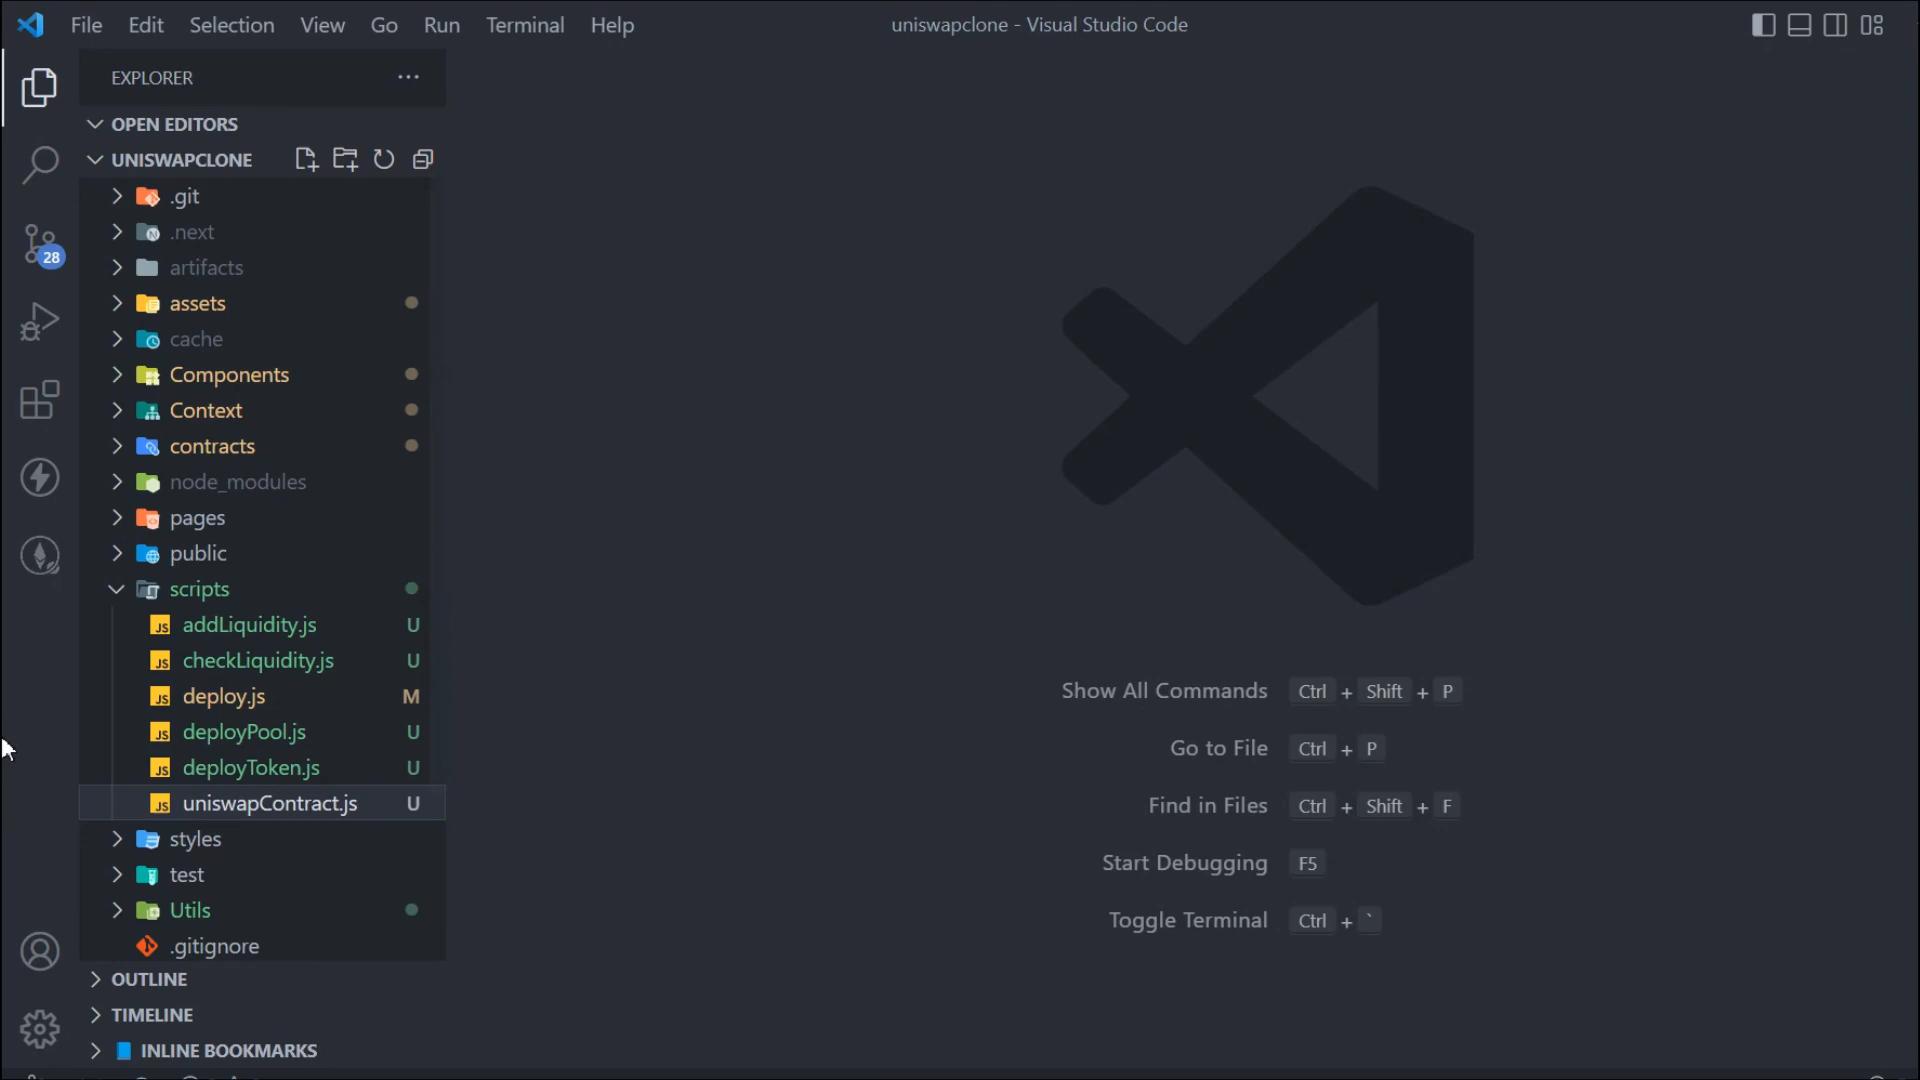 File Edit Selection View Go Run Terminal Help
uniswapclone - Visual Studio Code
EXPLORER
OPEN EDITORS
UNISWAPCLONE
.git
.next
artifacts
assets
cache
Components
Context
contracts
node_modules
pages
public
scripts
addLiquidity.js U
checkLiquidity.js U
deploy.js M
deployPool.js U
deployToken.js U
uniswapContract.js U
styles
test
Utils
.gitignore
OUTLINE
TIMELINE
INLINE BOOKMARKS
28
Show All Commands Ctrl + Shift + P
Go to File Ctrl + P
Find in Files Ctrl + Shift + F
Start Debugging F5
Toggle Terminal Ctrl + `